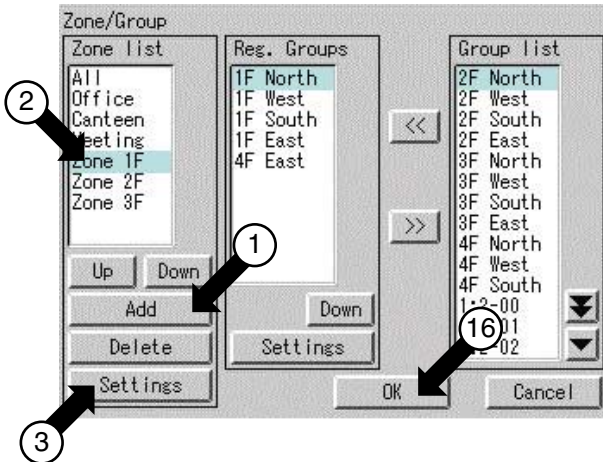 Zone/Group
Zone list
All
Office
Canteen
Meeting
Zone 1F
Zone 2F
Zone 3F
Up
Down
Add
Delete
Settings
Reg. Groups
1F North
1F West
1F South
1F East
4F East
Down
Settings
<<
>>
Group list
2F North
2F West
2F South
2F East
3F North
3F West
3F South
3F East
4F North
4F West
4F South
1:2-00
01
-02
OK
Cancel
2
1
16
3